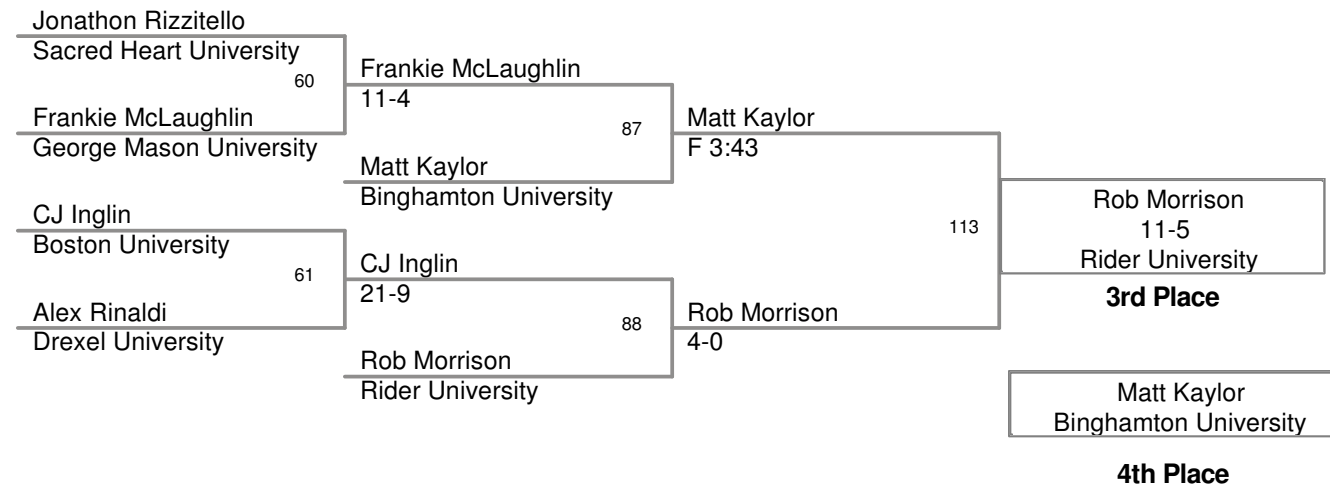 Jonathon Rizzitello
Sacred Heart University
60
Frankie McLaughlin
George Mason University
Frankie McLaughlin
11-4
87
Matt Kaylor
Binghamton University
CJ Inglin
Boston University
61
Alex Rinaldi
Drexel University
CJ Inglin
21-9
88
Rob Morrison
Rider University
Matt Kaylor
F 3:43
113
Rob Morrison
4-0
Rob Morrison
11-5
Rider University
3rd Place
Matt Kaylor
Binghamton University
4th Place